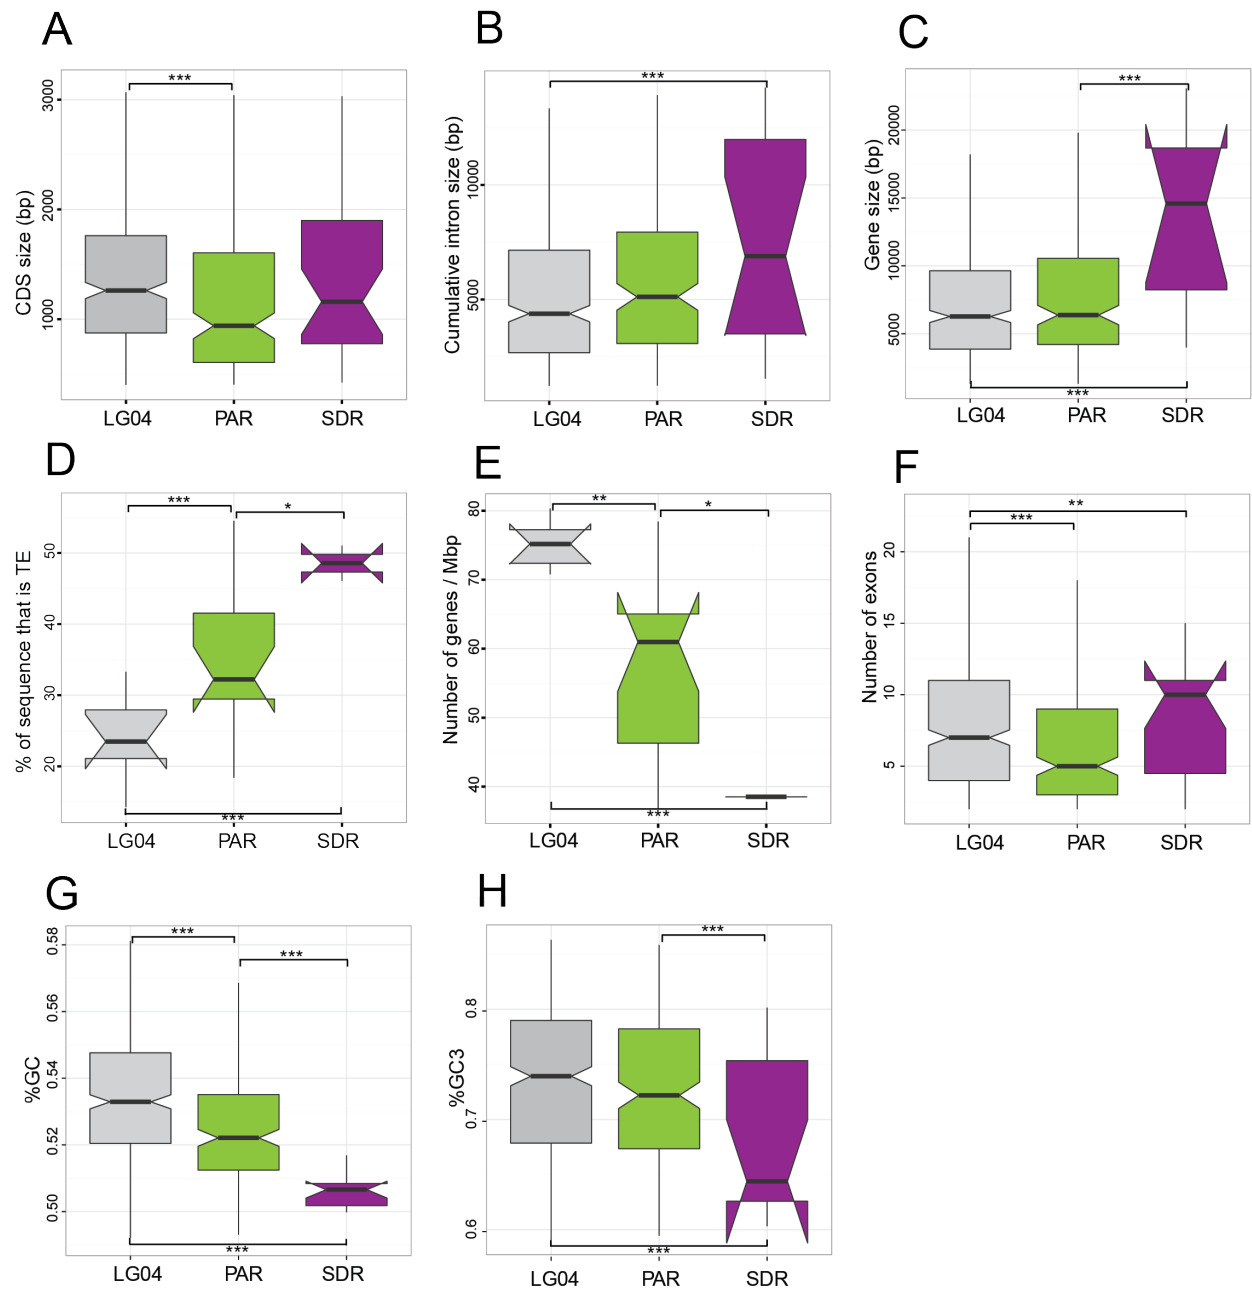 A
B
C
CDS size (bp)
3000
2000
1000
***
LG04 PAR SDR
Cumulative intron size (bp)
10000
5000
***
LG04 PAR SDR
Gene size (bp)
20000
15000
10000
5000
***
***
LG04 PAR SDR
D
E
F
% of sequence that is TE
50
40
30
20
***
*
***
LG04 PAR SDR
Number of genes / Mbp
80
70
60
50
40
**
*
***
LG04 PAR SDR
Number of exons
20
15
10
5
**
***
LG04 PAR SDR
G
H
%GC
0.58
0.56
0.54
0.52
0.50
***
***
***
LG04 PAR SDR
%GC3
0.8
0.7
0.6
***
***
LG04 PAR SDR